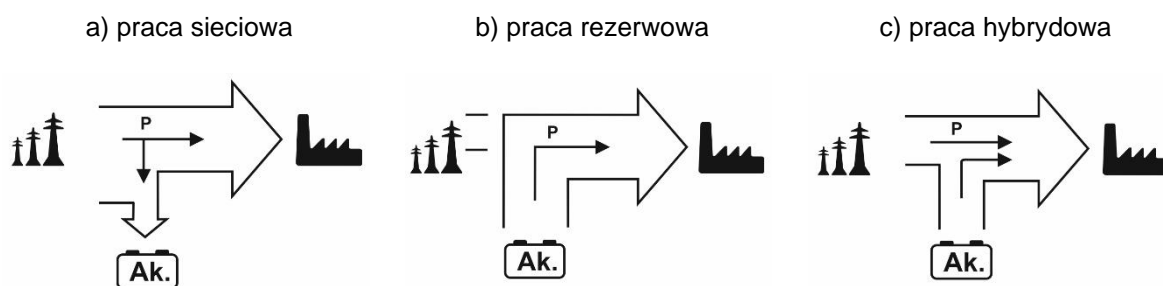 a) praca sieciowa
b) praca rezerwowa
c) praca hybrydowa
P
P
P
Ak.
Ak.
Ak.